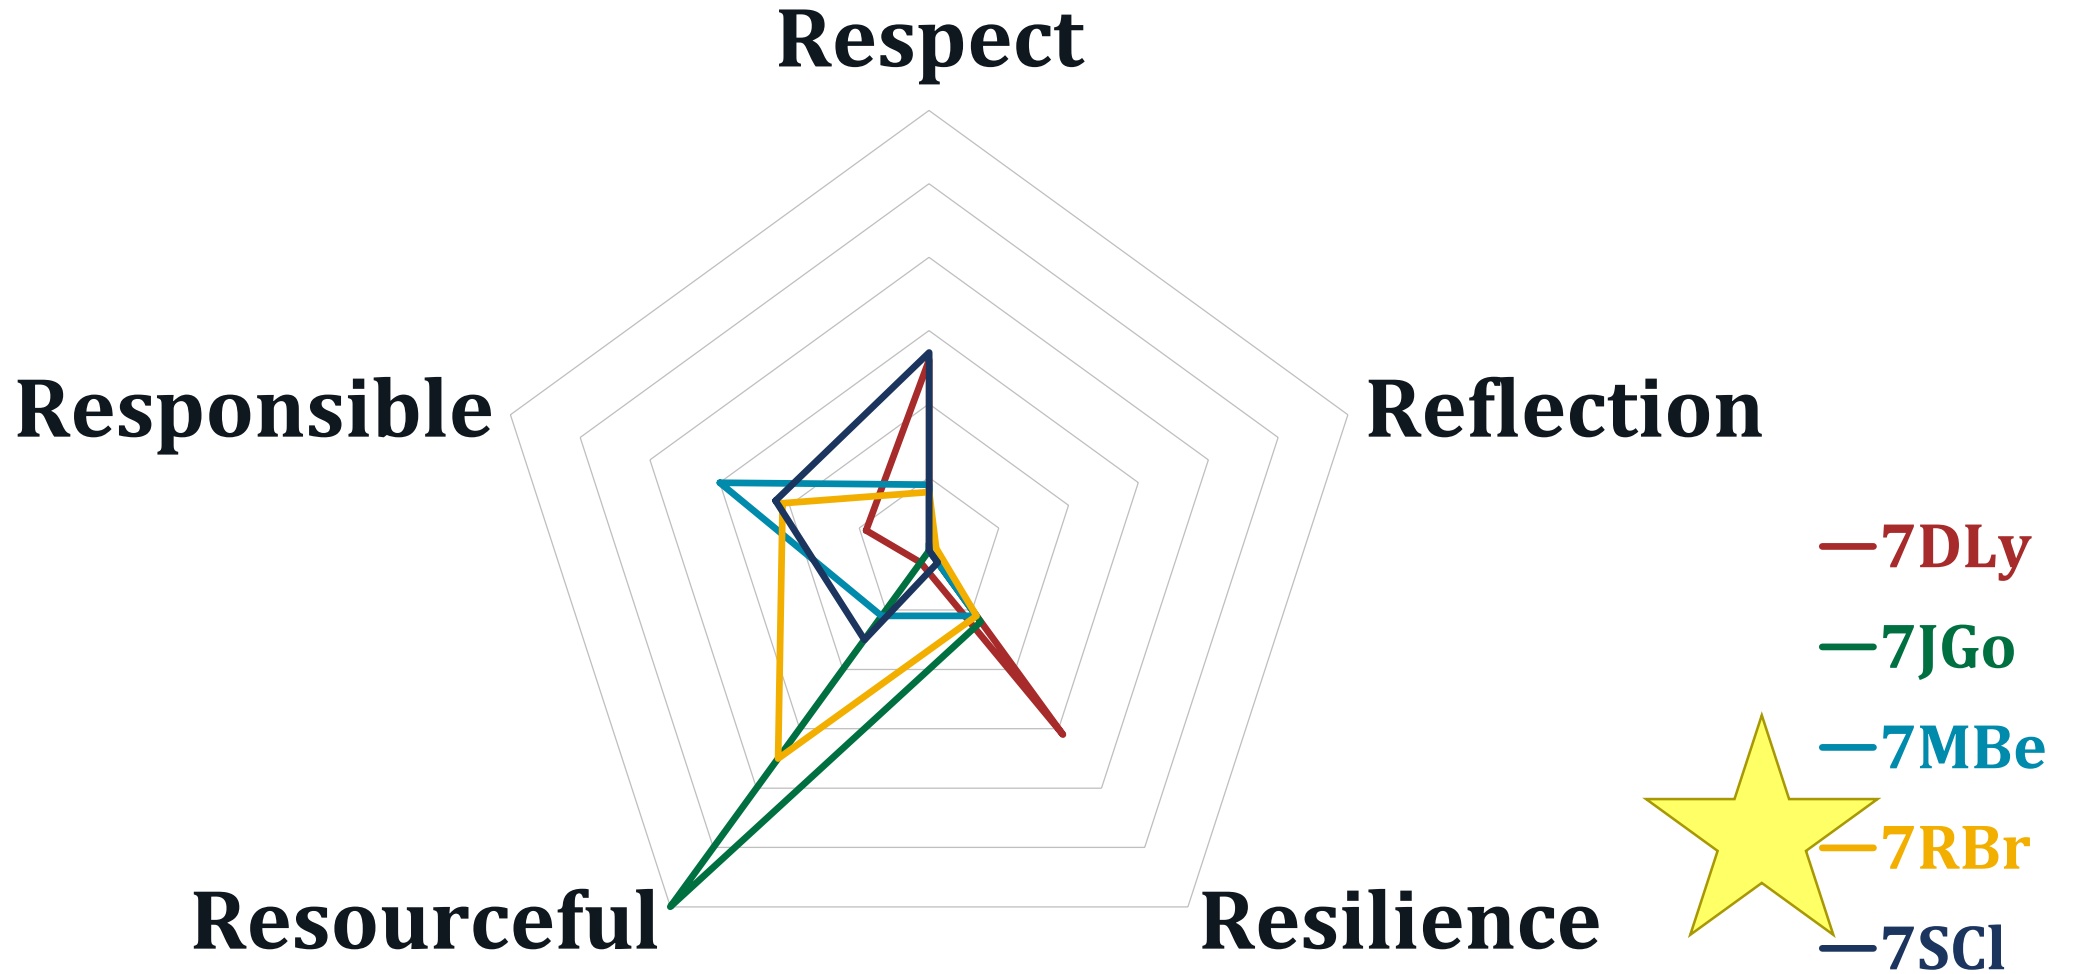 Respect
Responsible
Reflection
Resourceful
Resilience
7DLy
7JGo
7MBe
7RBr
7SCl